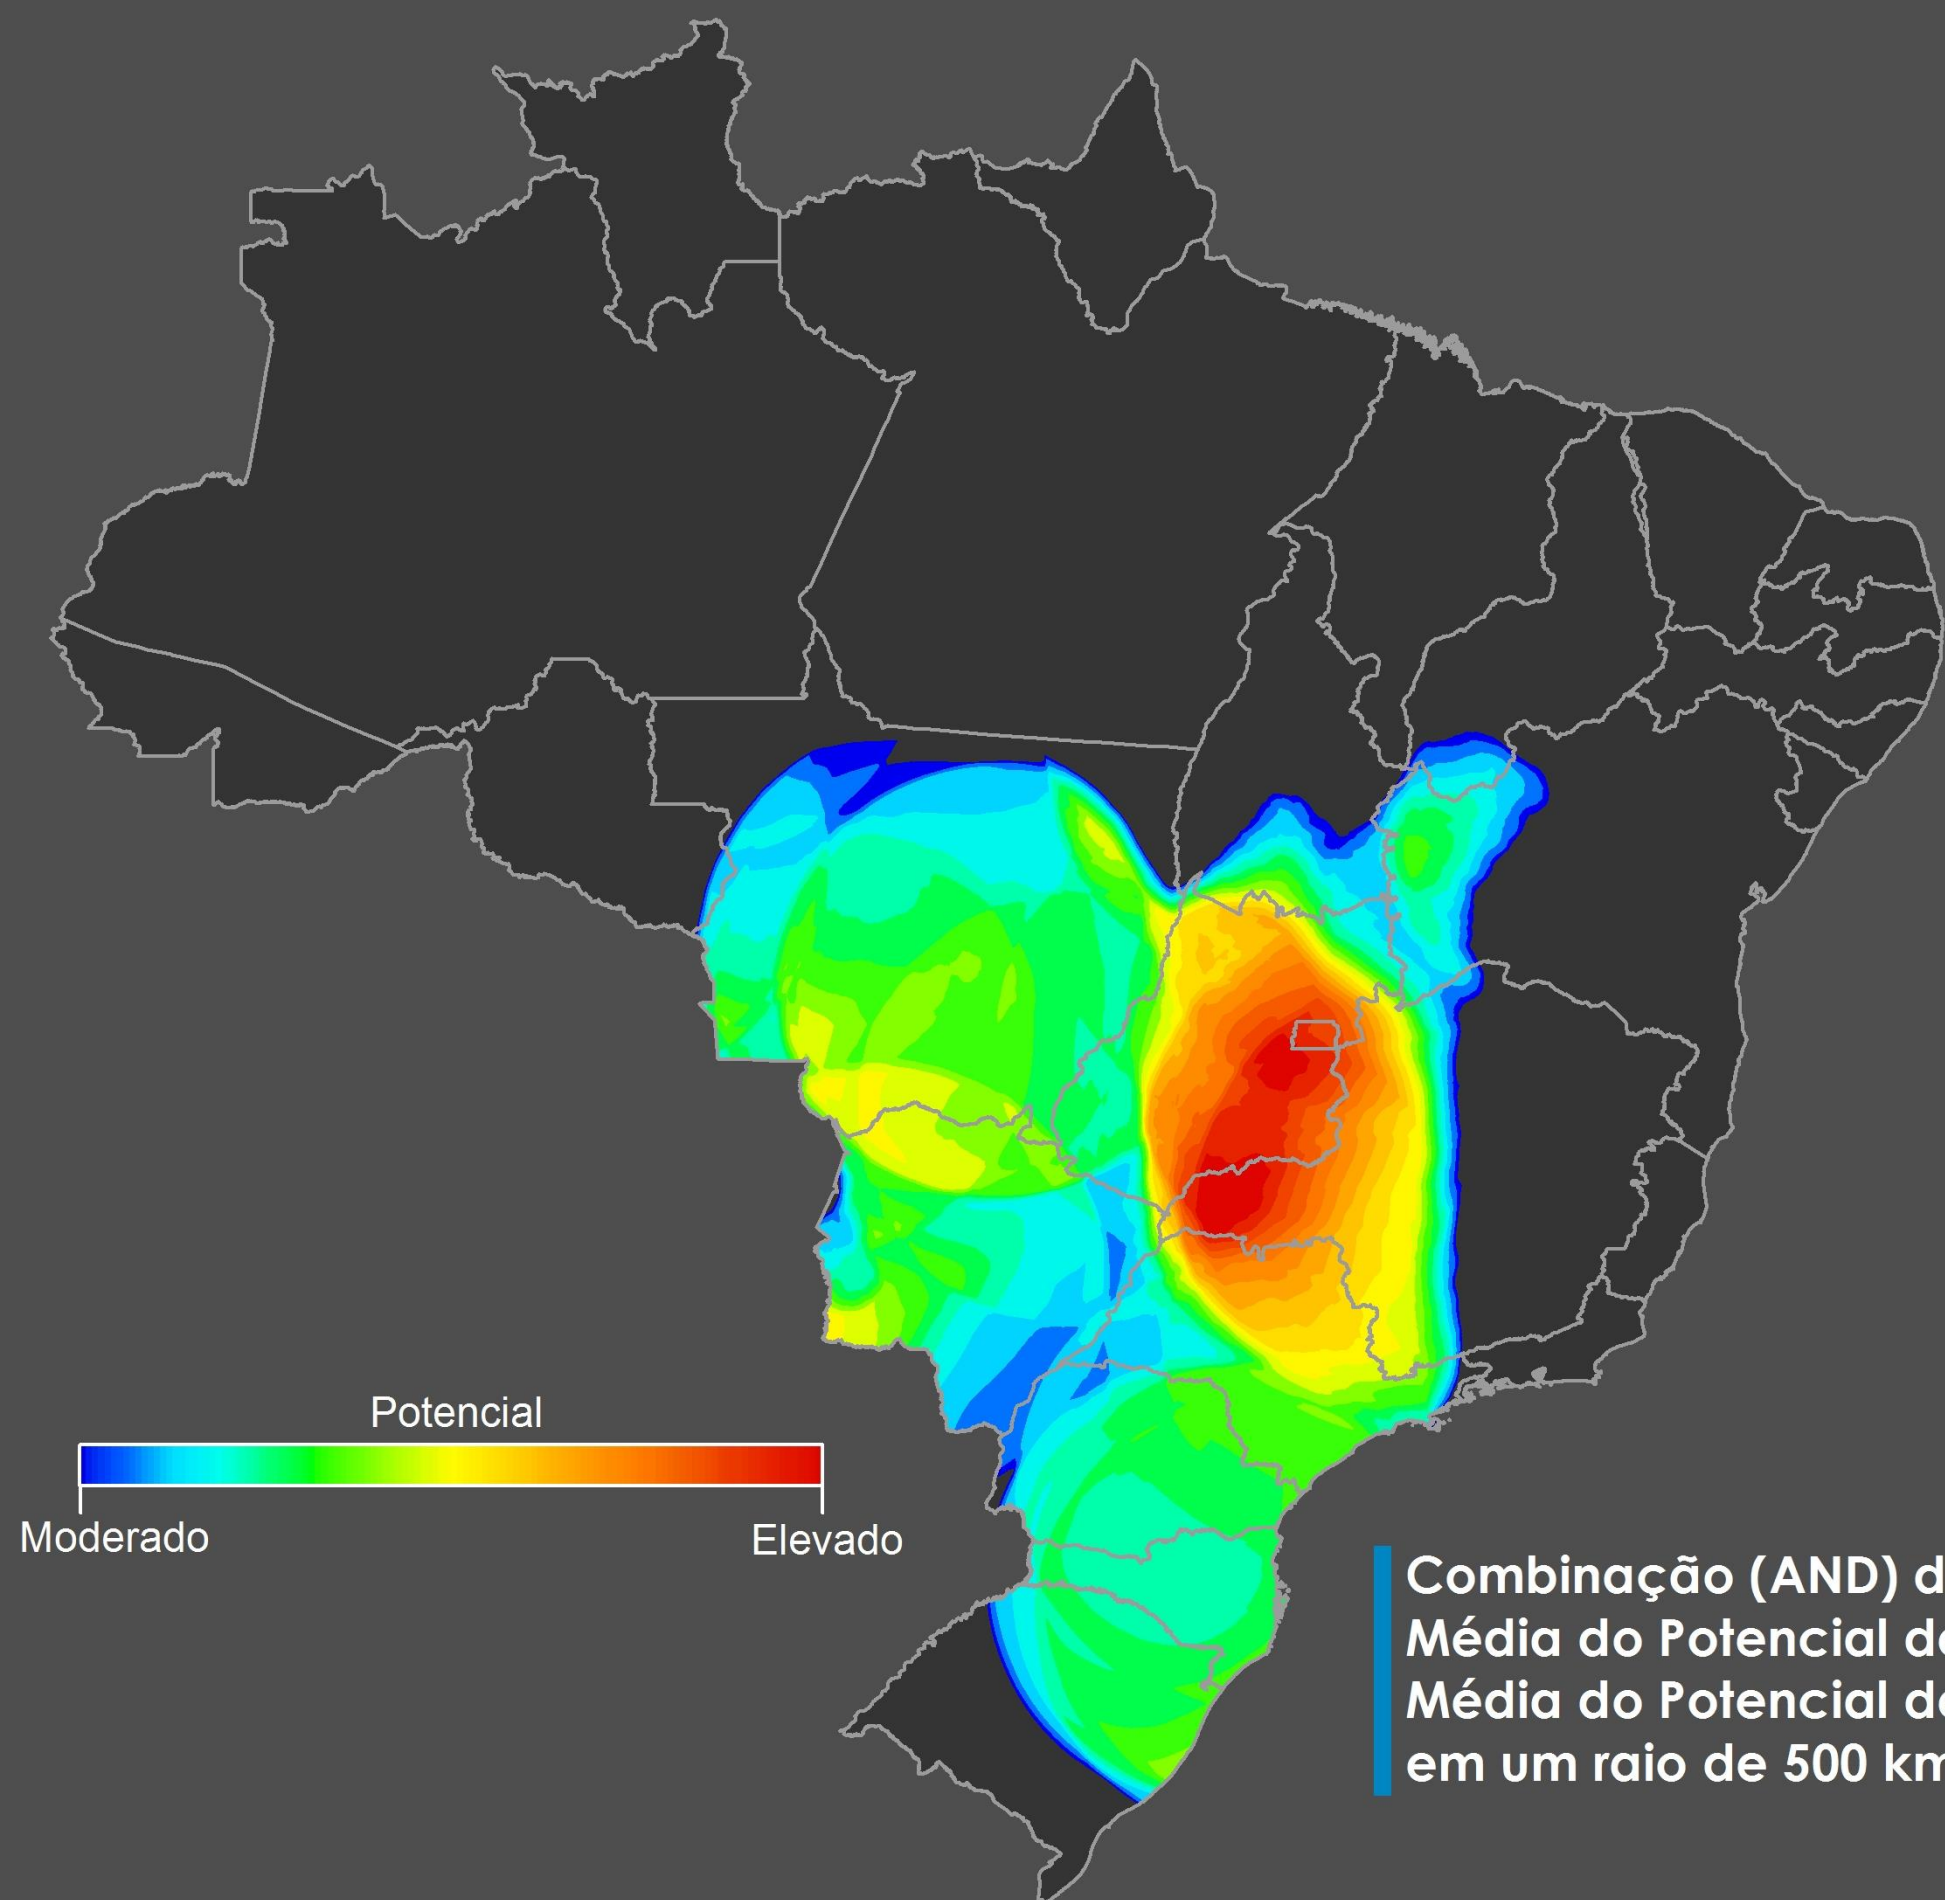 Potencial
Moderado
Elevado
Combinação (AND) d
Média do Potencial d
Média do Potencial d
em um raio de 500 km